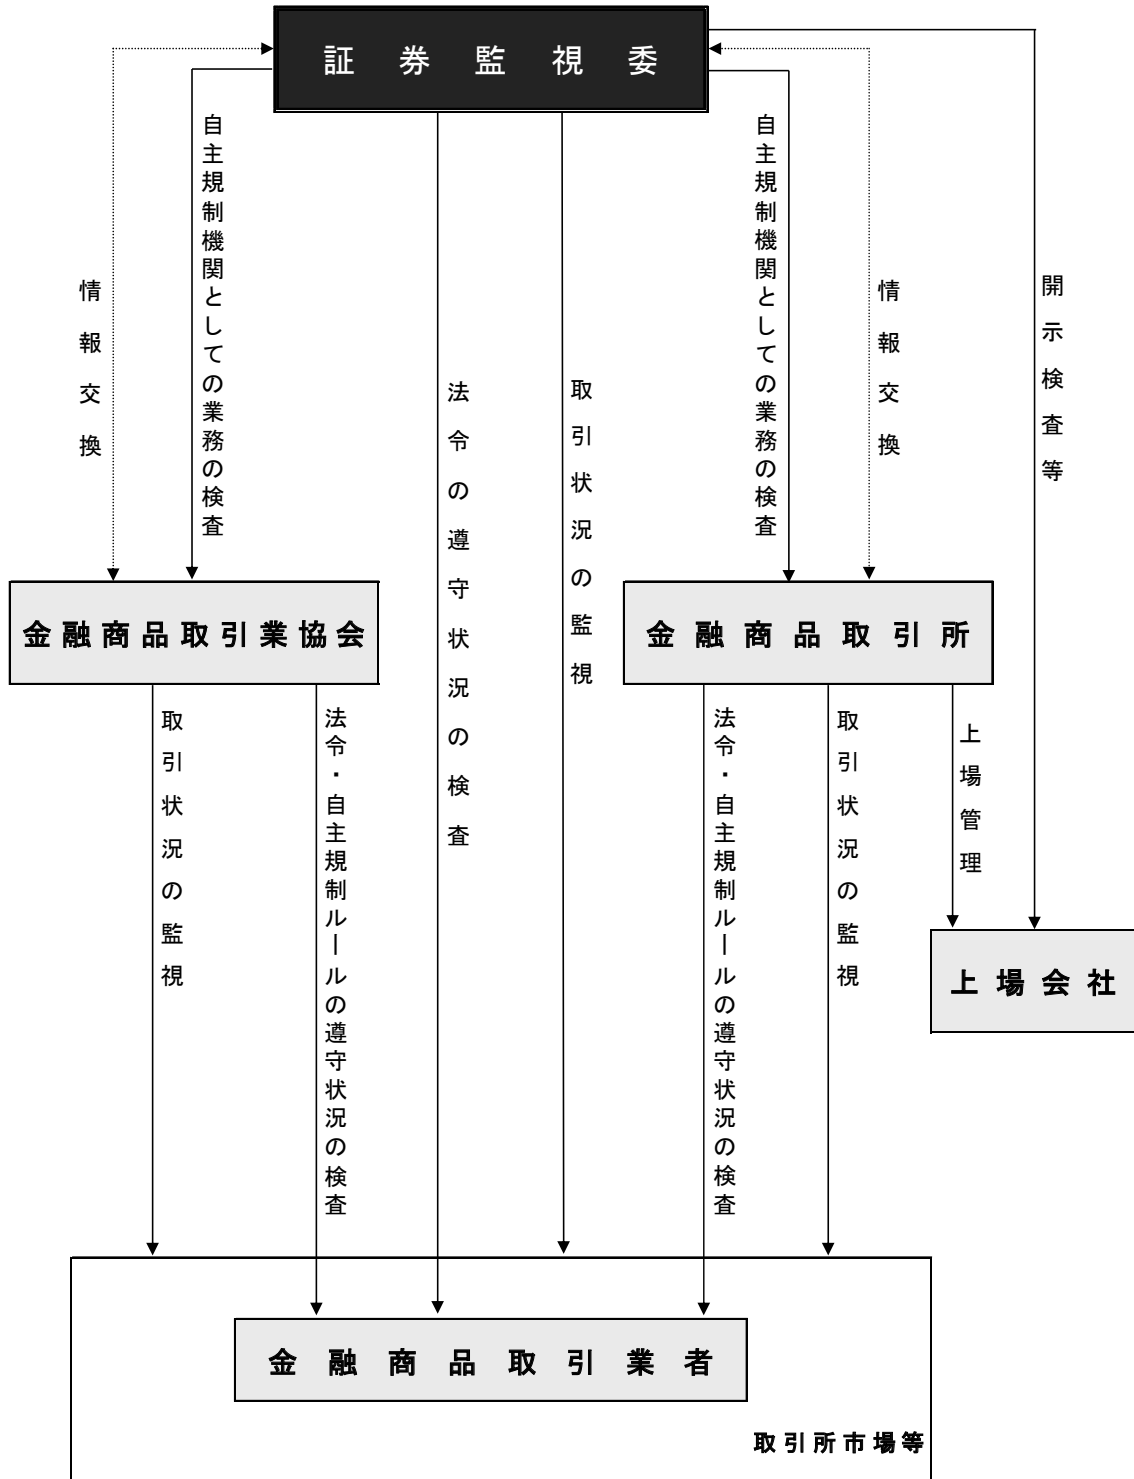 証券監視委
情報交換
自主規制機関としての業務の検査
法令の遵守状況の検査
取引状況の監視
自主規制機関としての業務の検査
情報交換
開示検査等
金融商品取引業協会
金融商品取引所
取引状況の監視
法令・自主規制ルールの遵守状況の検査
法令・自主規制ルールの遵守状況の検査
取引状況の監視
上場管理
上場会社
金融商品取引業者
取引所市場等